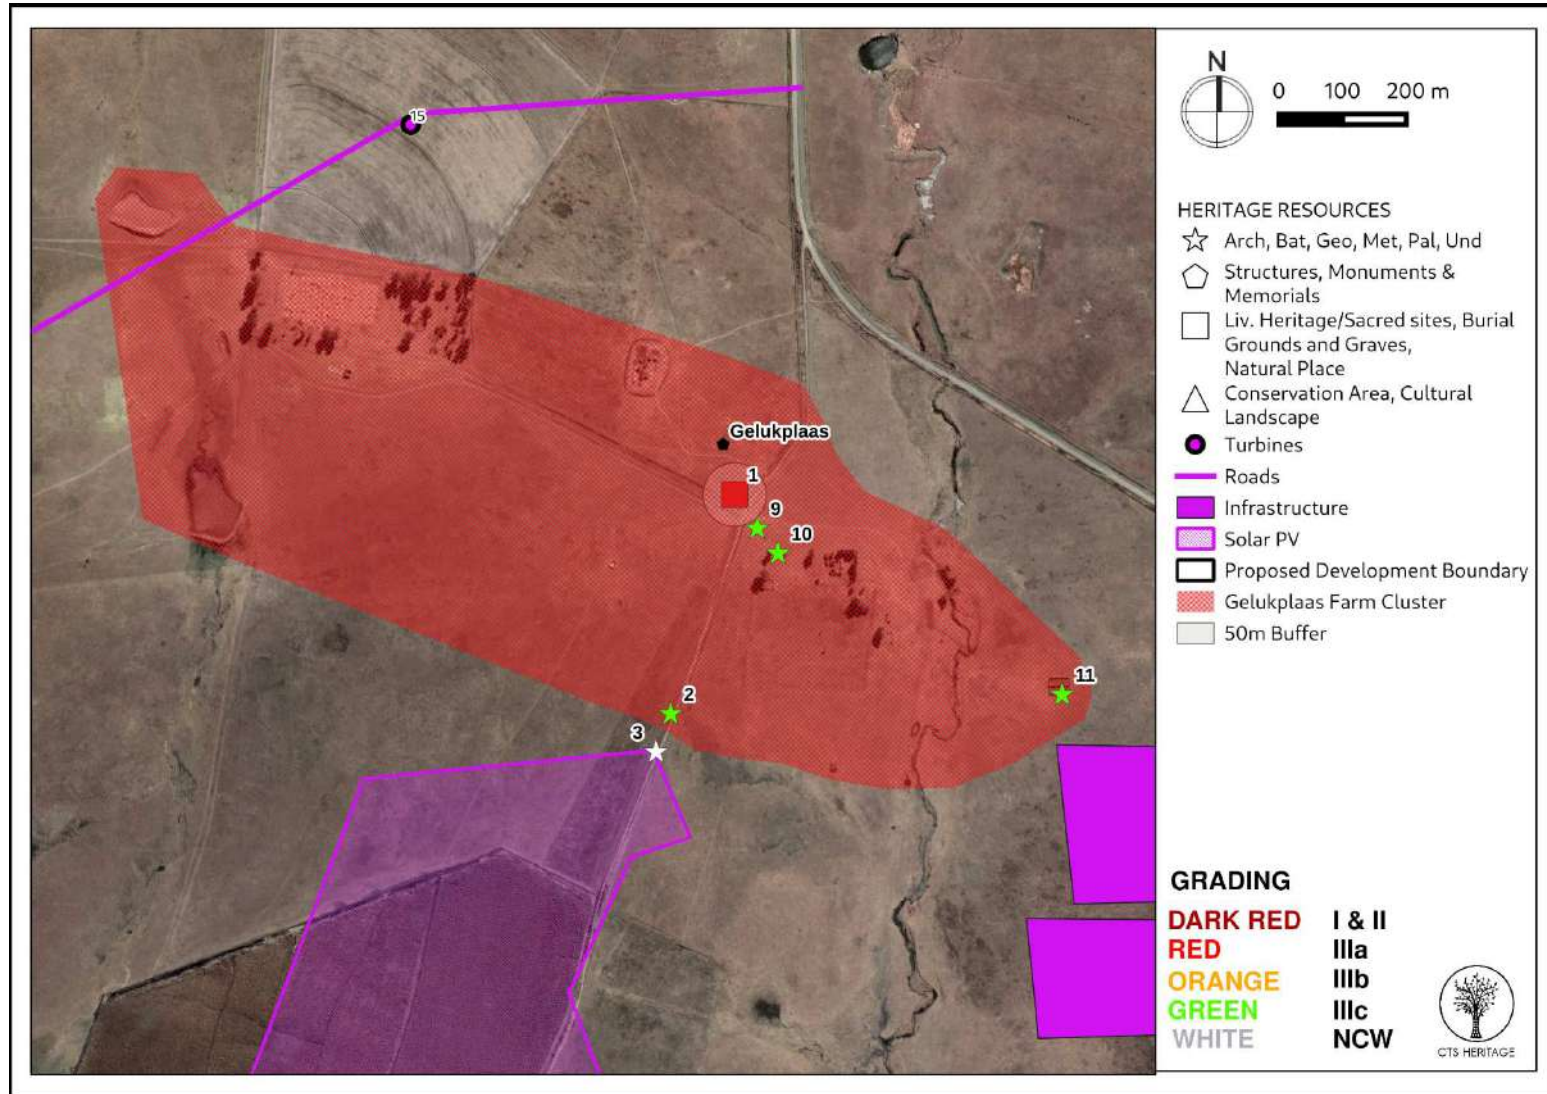 15
Gelukplaas
1
9
10
2
3
11
N
0 100 200 m
HERITAGE RESOURCES
Arch, Bat, Geo, Met, Pal, Und
Structures, Monuments &
Memorials
Liv. Heritage/Sacred sites, Burial
Grounds and Graves,
Natural Place
Conservation Area, Cultural
Landscape
Turbines
Roads
Infrastructure
Solar PV
Proposed Development Boundary
Gelukplaas Farm Cluster
50m Buffer
GRADING
DARK RED I & II
RED IIIa
ORANGE IIIb
GREEN IIIc
WHITE NCW
CTS HERITAGE